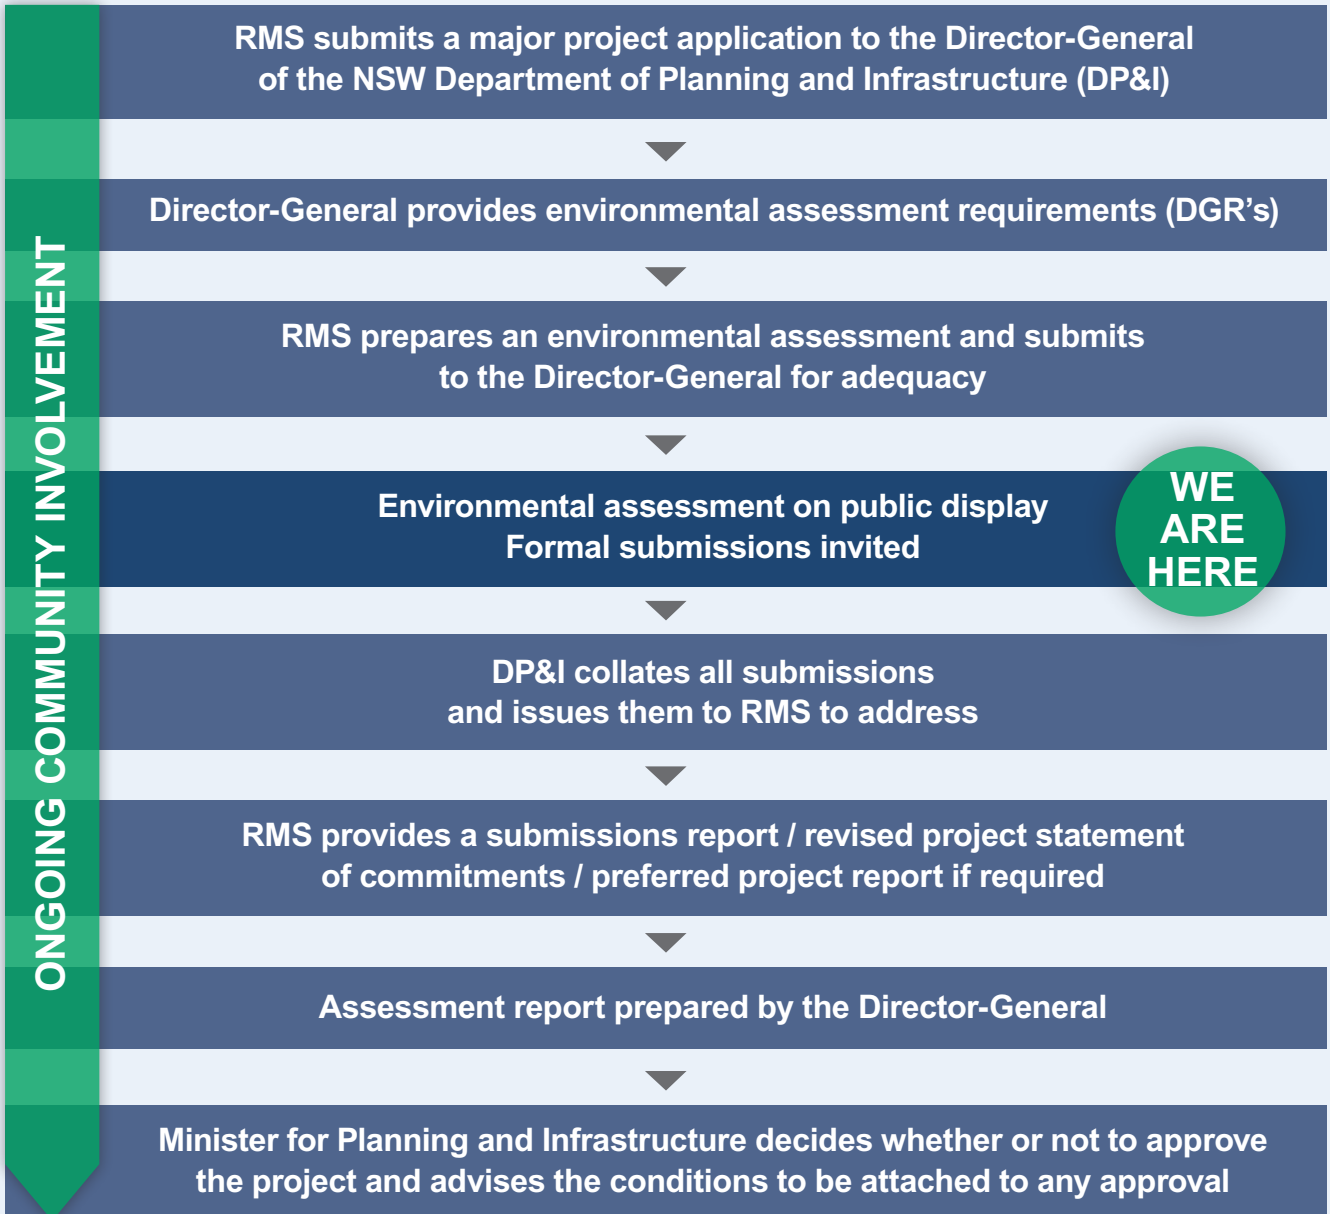 RMS submits a major project application to the Director-General
of the NSW Department of Planning and Infrastructure (DP&I)
Director-General provides environmental assessment requirements (DGR’s)
RMS prepares an environmental assessment and submits
to the Director-General for adequacy
Environmental assessment on public display
Formal submissions invited
WE
ARE
HERE
DP&I collates all submissions
and issues them to RMS to address
RMS provides a submissions report / revised project statement
of commitments / preferred project report if required
Assessment report prepared by the Director-General
Minister for Planning and Infrastructure decides whether or not to approve
the project and advises the conditions to be attached to any approval
ONGOING COMMUNITY INVOLVEMENT